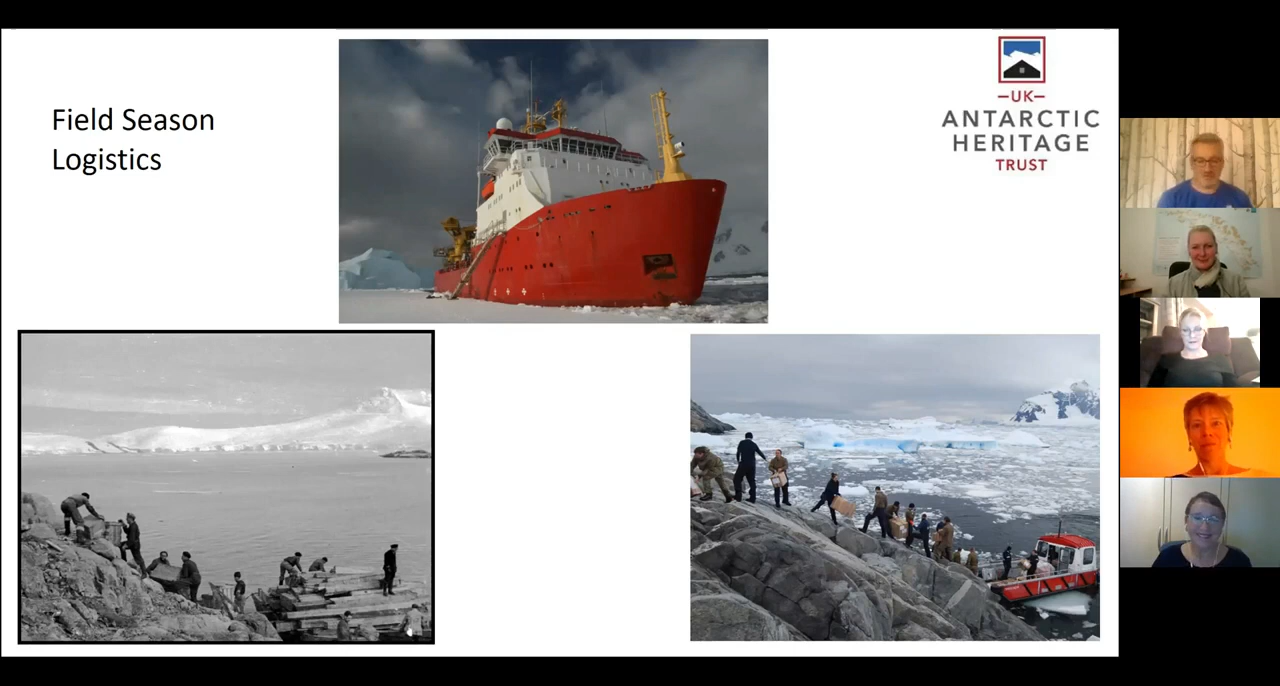 Field Season
Logistics
UK
ANTARCTIC
HERITAGE
TRUST